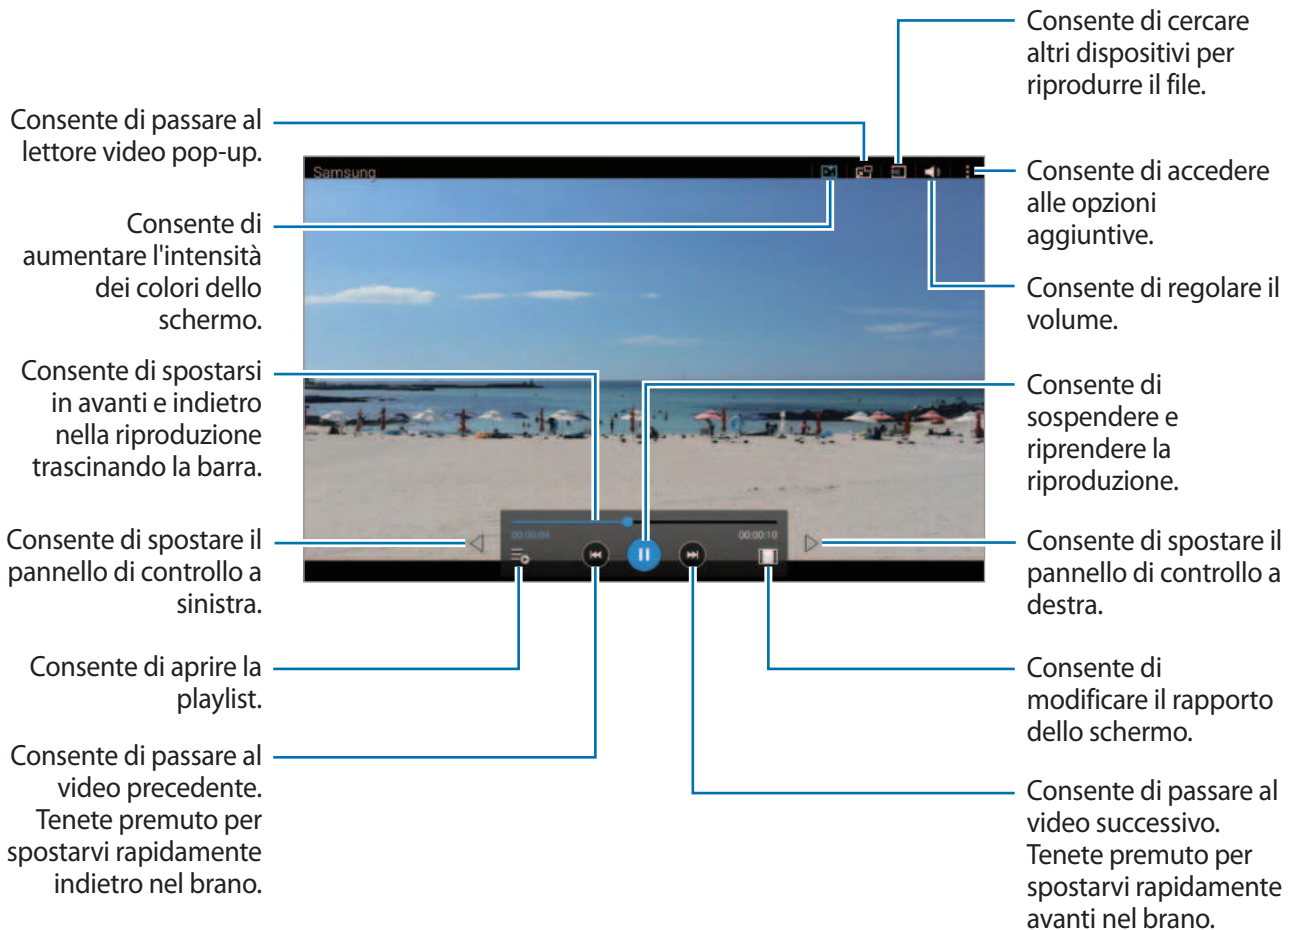 Consente di cercare
altri dispositivi per
riprodurre il file.
Consente di passare al
lettore video pop-up.
Samsung
Consente di accedere
alle opzioni
aggiuntive.
Consente di
aumentare l'intensità
dei colori dello
schermo.
Consente di regolare il
volume.
Consente di spostarsi
in avanti e indietro
nella riproduzione
trascinando la barra.
Consente di
sospendere e
riprendere la
riproduzione.
00:00:04
00:00:10
Consente di spostare il
pannello di controllo a
sinistra.
Consente di spostare il
pannello di controllo a
destra.
Consente di aprire la
playlist.
Consente di
modificare il rapporto
dello schermo.
Consente di passare al
video precedente.
Tenete premuto per
spostarvi rapidamente
indietro nel brano.
Consente di passare al
video successivo.
Tenete premuto per
spostarvi rapidamente
avanti nel brano.